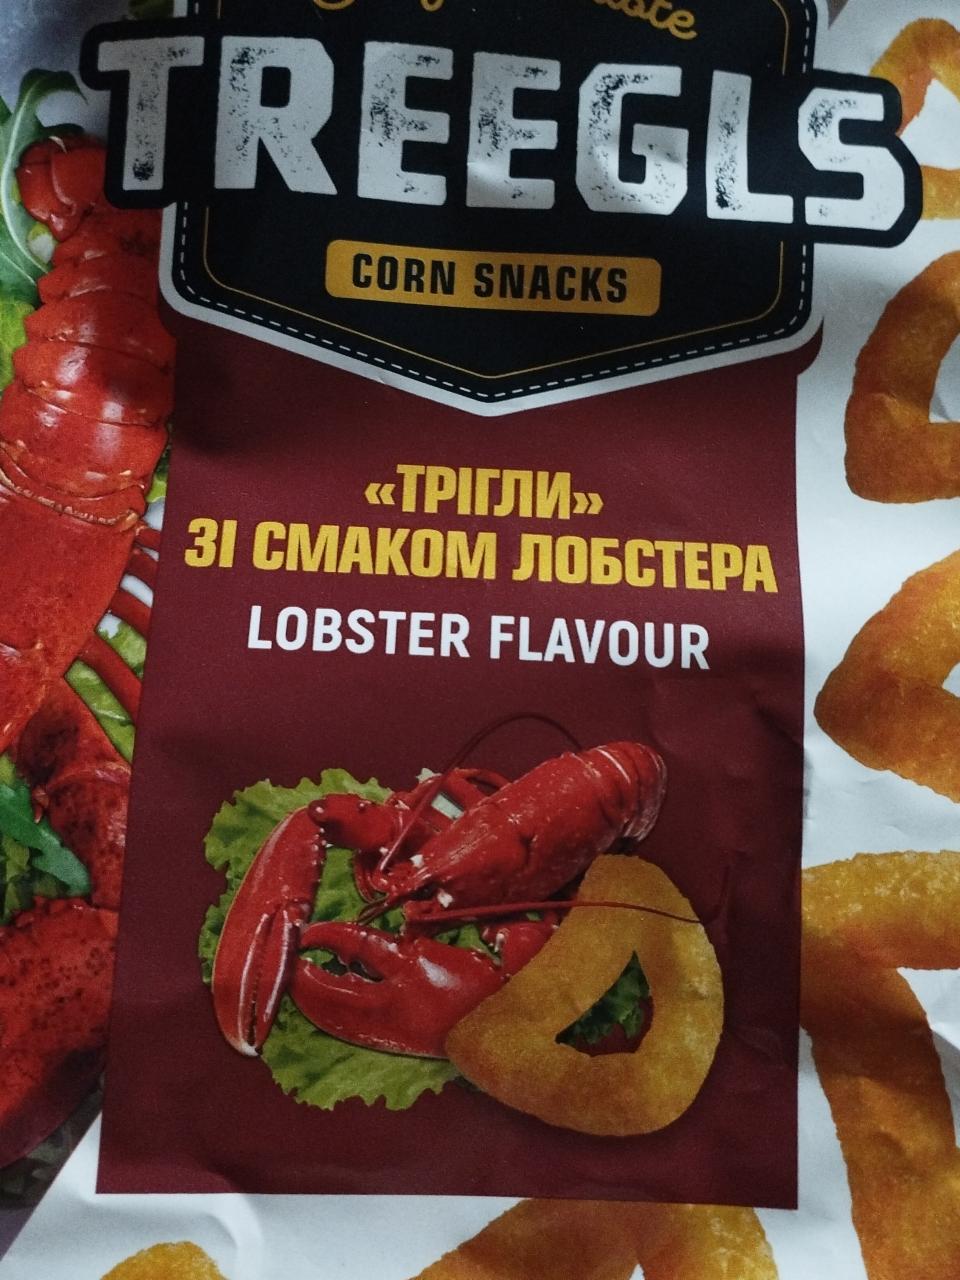 TREEGLS
CORN SNACKS
«ТРІГЛИ»
ЗІ СМАКОМ ЛОБСТЕРА
LOBSTER FLAVOUR